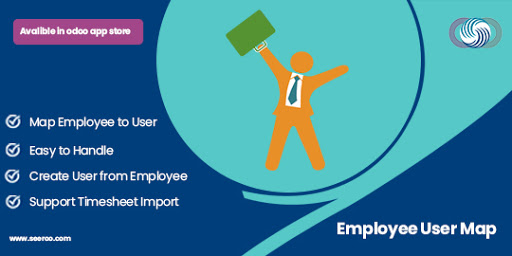 Avalible in odoo app store
Map Employee to User
Easy to Handle
Create User from Employee
Support Timesheet Import
Employee User Map
www.seeroo.com